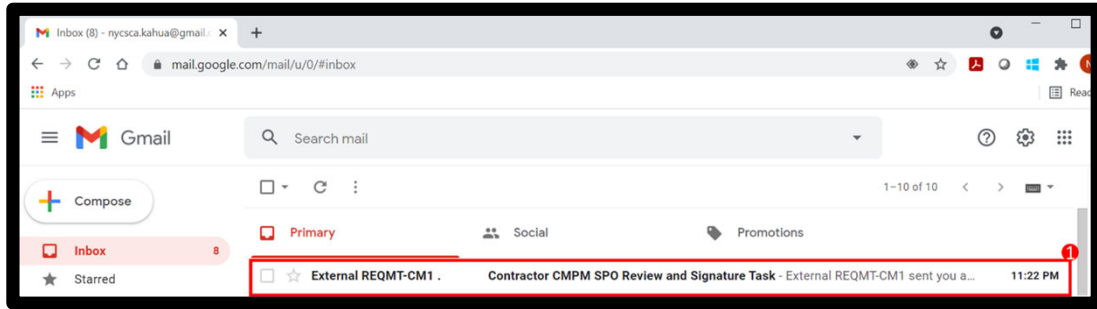 Inbox (8) - nycsca.kahua@gmail.c
mail.google.com/mail/u/0/#inbox
Apps
Read
Gmail
Search mail
Compose
1–10 of 10
Primary
Social
Promotions
Inbox 8
1
External REQMT-CM1 . Contractor CMPM SPO Review and Signature Task - External REQMT-CM1 sent you a... 11:22 PM
Starred